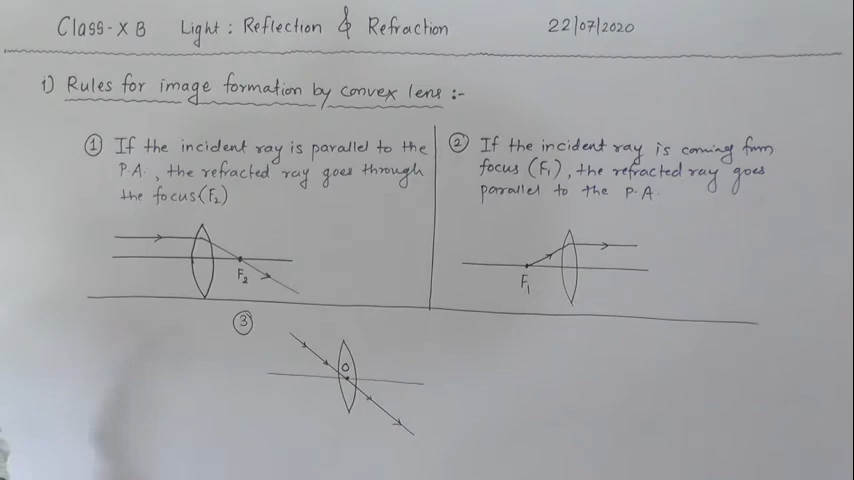 Class-X B Light: Reflection & Refraction 22/07/2020
i) Rules for image formation by convex lens :-
① If the incident ray is parallel to the
P.A., the refracted ray goes through
the focus(F₂)
F₂
② If the incident ray is coming from
focus (F₁), the refracted ray goes
parallel to the P.A.
F₁
③
O